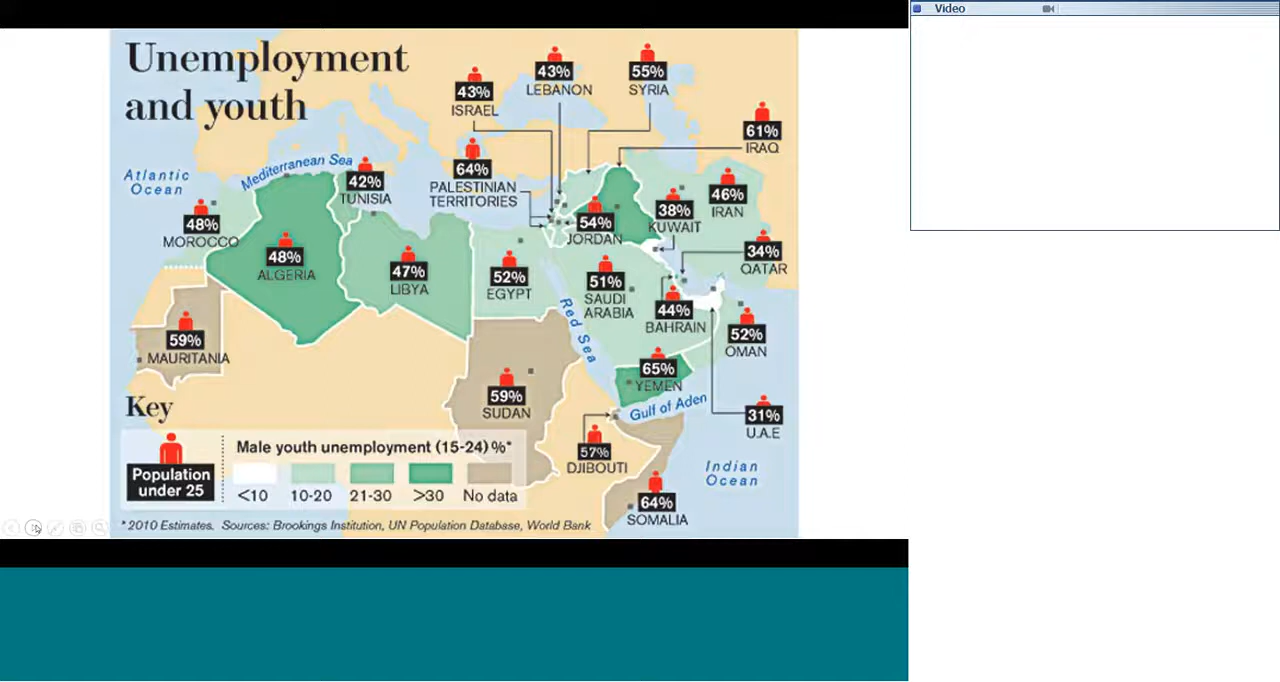 Video
Unemployment
and youth
43%
ISRAEL
43%
LEBANON
55%
SYRIA
61%
IRAQ
64%
PALESTINIAN
TERRITORIES
Atlantic
Ocean
Mediterranean Sea
42%
TUNISIA
48%
MOROCCO
48%
ALGERIA
47%
LIBYA
52%
EGYPT
54%
JORDAN
38%
KUWAIT
46%
IRAN
34%
QATAR
51%
SAUDI
ARABIA
44%
BAHRAIN
52%
OMAN
Red Sea
59%
MAURITANIA
59%
SUDAN
65%
YEMEN
Gulf of Aden
31%
U.A.E
57%
DJIBOUTI
64%
SOMALIA
Indian
Ocean
Key
Population
under 25
Male youth unemployment (15-24) %*
<10 10-20 21-30 >30 No data
*2010 Estimates. Sources: Brookings Institution, UN Population Database, World Bank